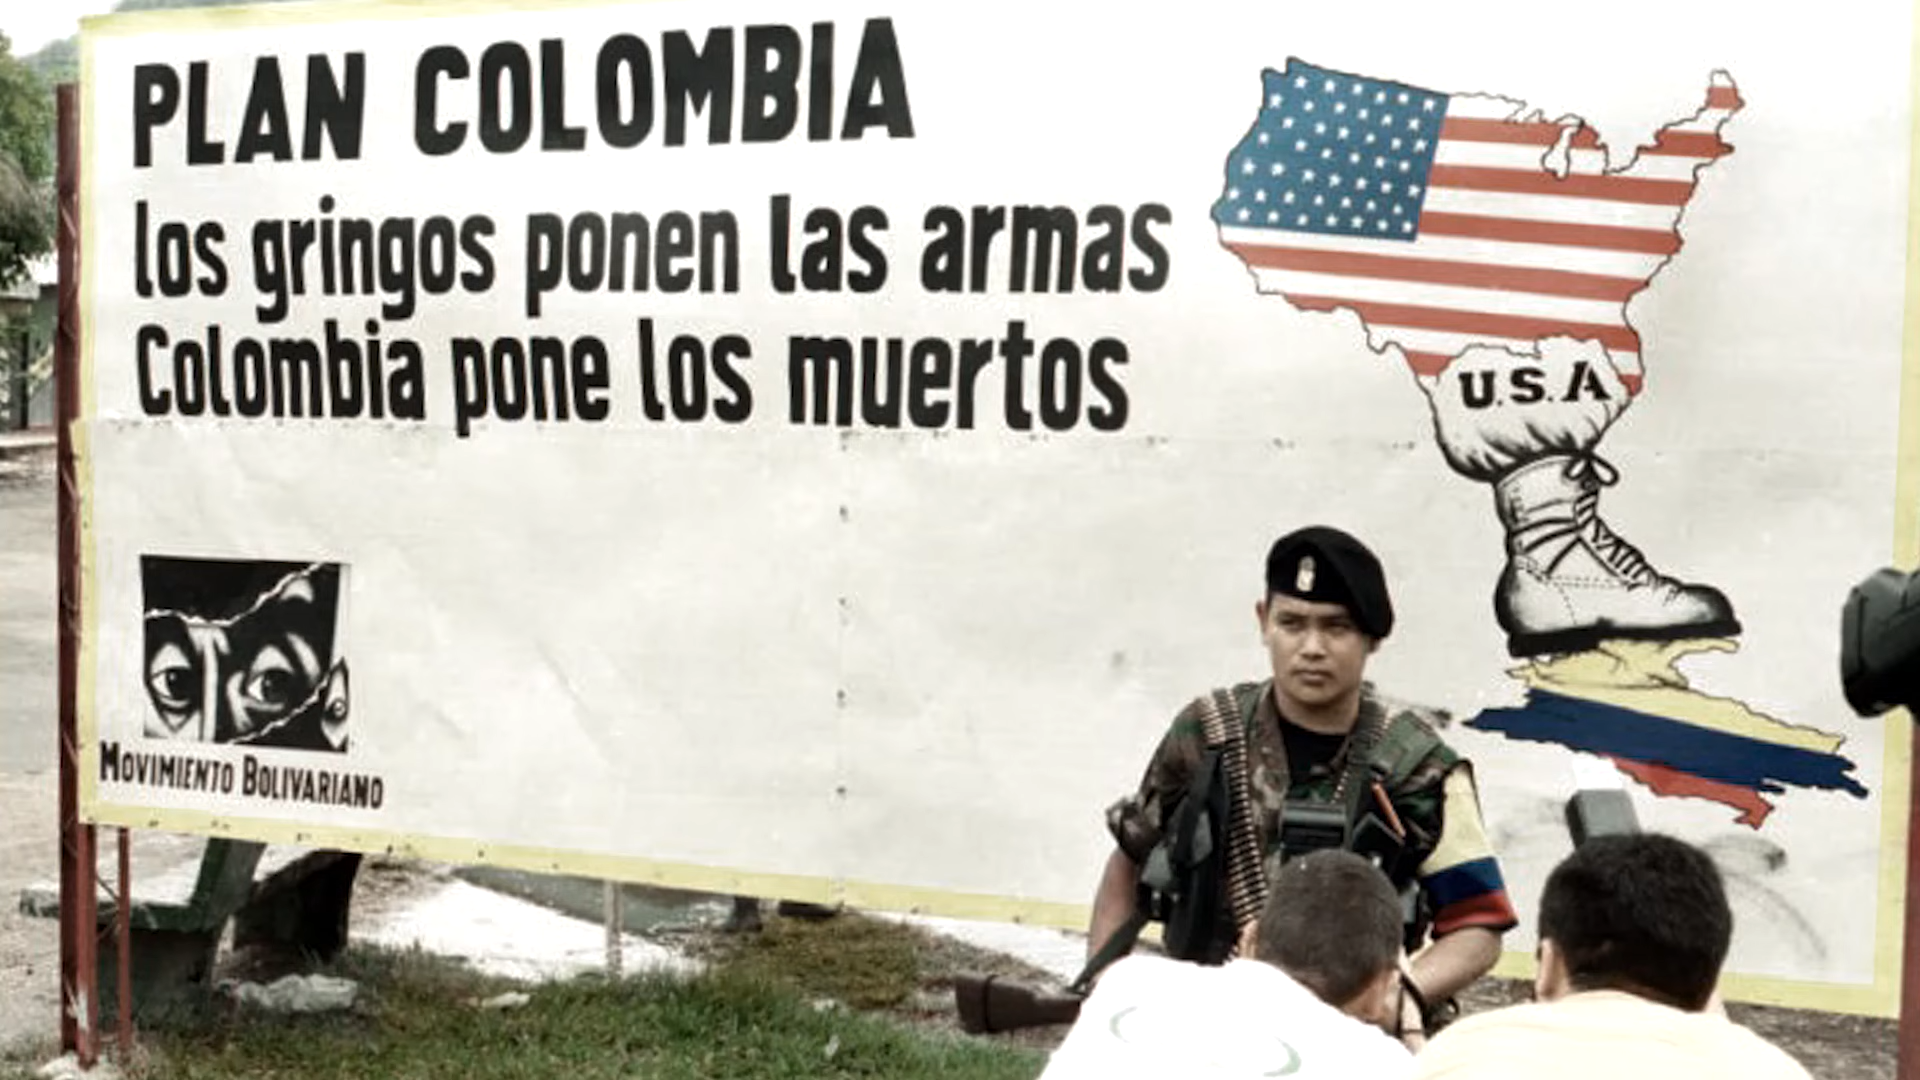 PLAN COLOMBIA
los gringos ponen las armas
Colombia pone los muertos
U.S.A
MOVIMIENTO BOLIVARIANO